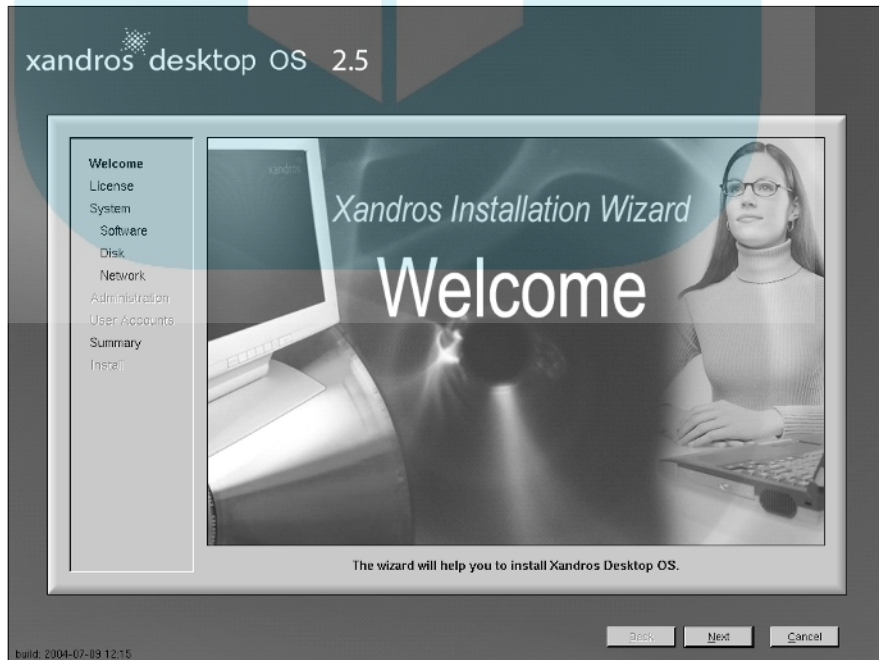 xandros desktop OS 2.5
Welcome
License
System
Software
Disk
Network
Administration
User Accounts
Summary
Install
xandros
Xandros Installation Wizard
Welcome
The wizard will help you to install Xandros Desktop OS.
Back
Next
Cancel
build: 2004-07-09 12:15